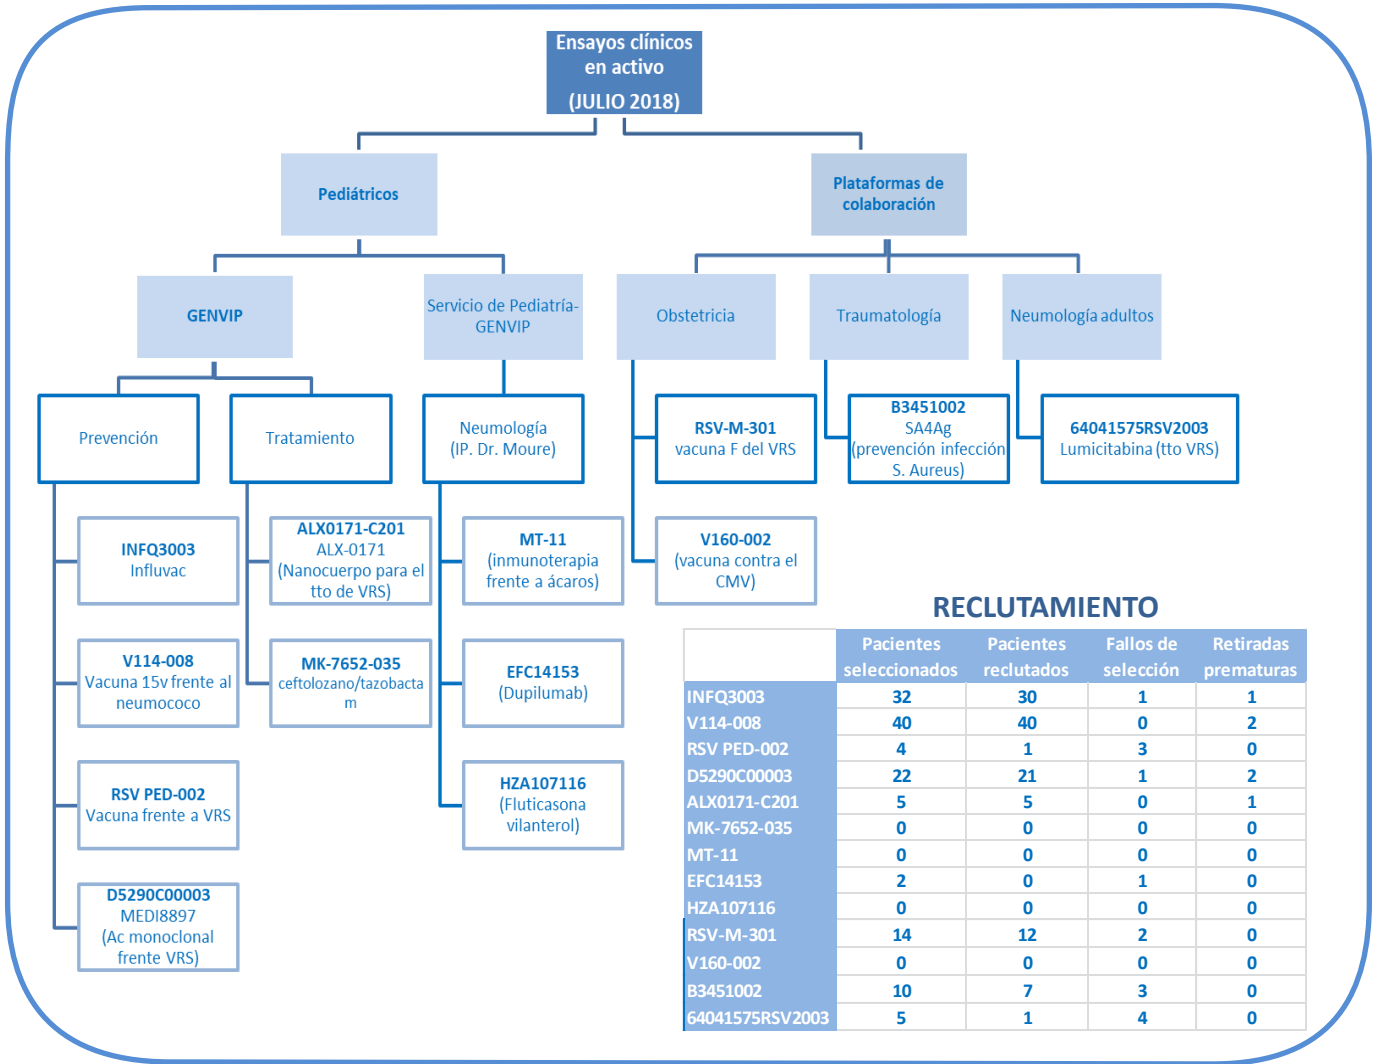 Ensayos clínicos
en activo
(JULIO 2018)
Pediátricos
Plataformas de
colaboración
GENVIP
Servicio de Pediatría-
GENVIP
Obstetricia
Traumatología
Neumología adultos
Prevención
Tratamiento
Neumología
(IP. Dr. Moure)
RSV-M-301
vacuna F del VRS
B3451002
SA4Ag
(prevención infección
S. Aureus)
64041575RSV2003
Lumicitabina (tto VRS)
INFQ3003
Influvac
ALX0171-C201
ALX-0171
(Nanocuerpo para el
tto de VRS)
MT-11
(inmunoterapia
frente a ácaros)
V160-002
(vacuna contra el
CMV)
V114-008
Vacuna 15v frente al
neumococo
MK-7652-035
ceftolozano/tazobacta
m
EFC14153
(Dupilumab)
RSV PED-002
Vacuna frente a VRS
HZA107116
(Fluticasona
vilanterol)
D5290C00003
MEDI8897
(Ac monoclonal
frente VRS)
RECLUTAMIENTO
Pacientes seleccionados Pacientes reclutados Fallos de selección Retiradas prematuras
INFQ3003 32 30 1 1
V114-008 40 40 0 2
RSV PED-002 4 1 3 0
D5290C00003 22 21 1 2
ALX0171-C201 5 5 0 1
MK-7652-035 0 0 0 0
MT-11 0 0 0 0
EFC14153 2 0 1 0
HZA107116 0 0 0 0
RSV-M-301 14 12 2 0
V160-002 0 0 0 0
B3451002 10 7 3 0
64041575RSV2003 5 1 4 0